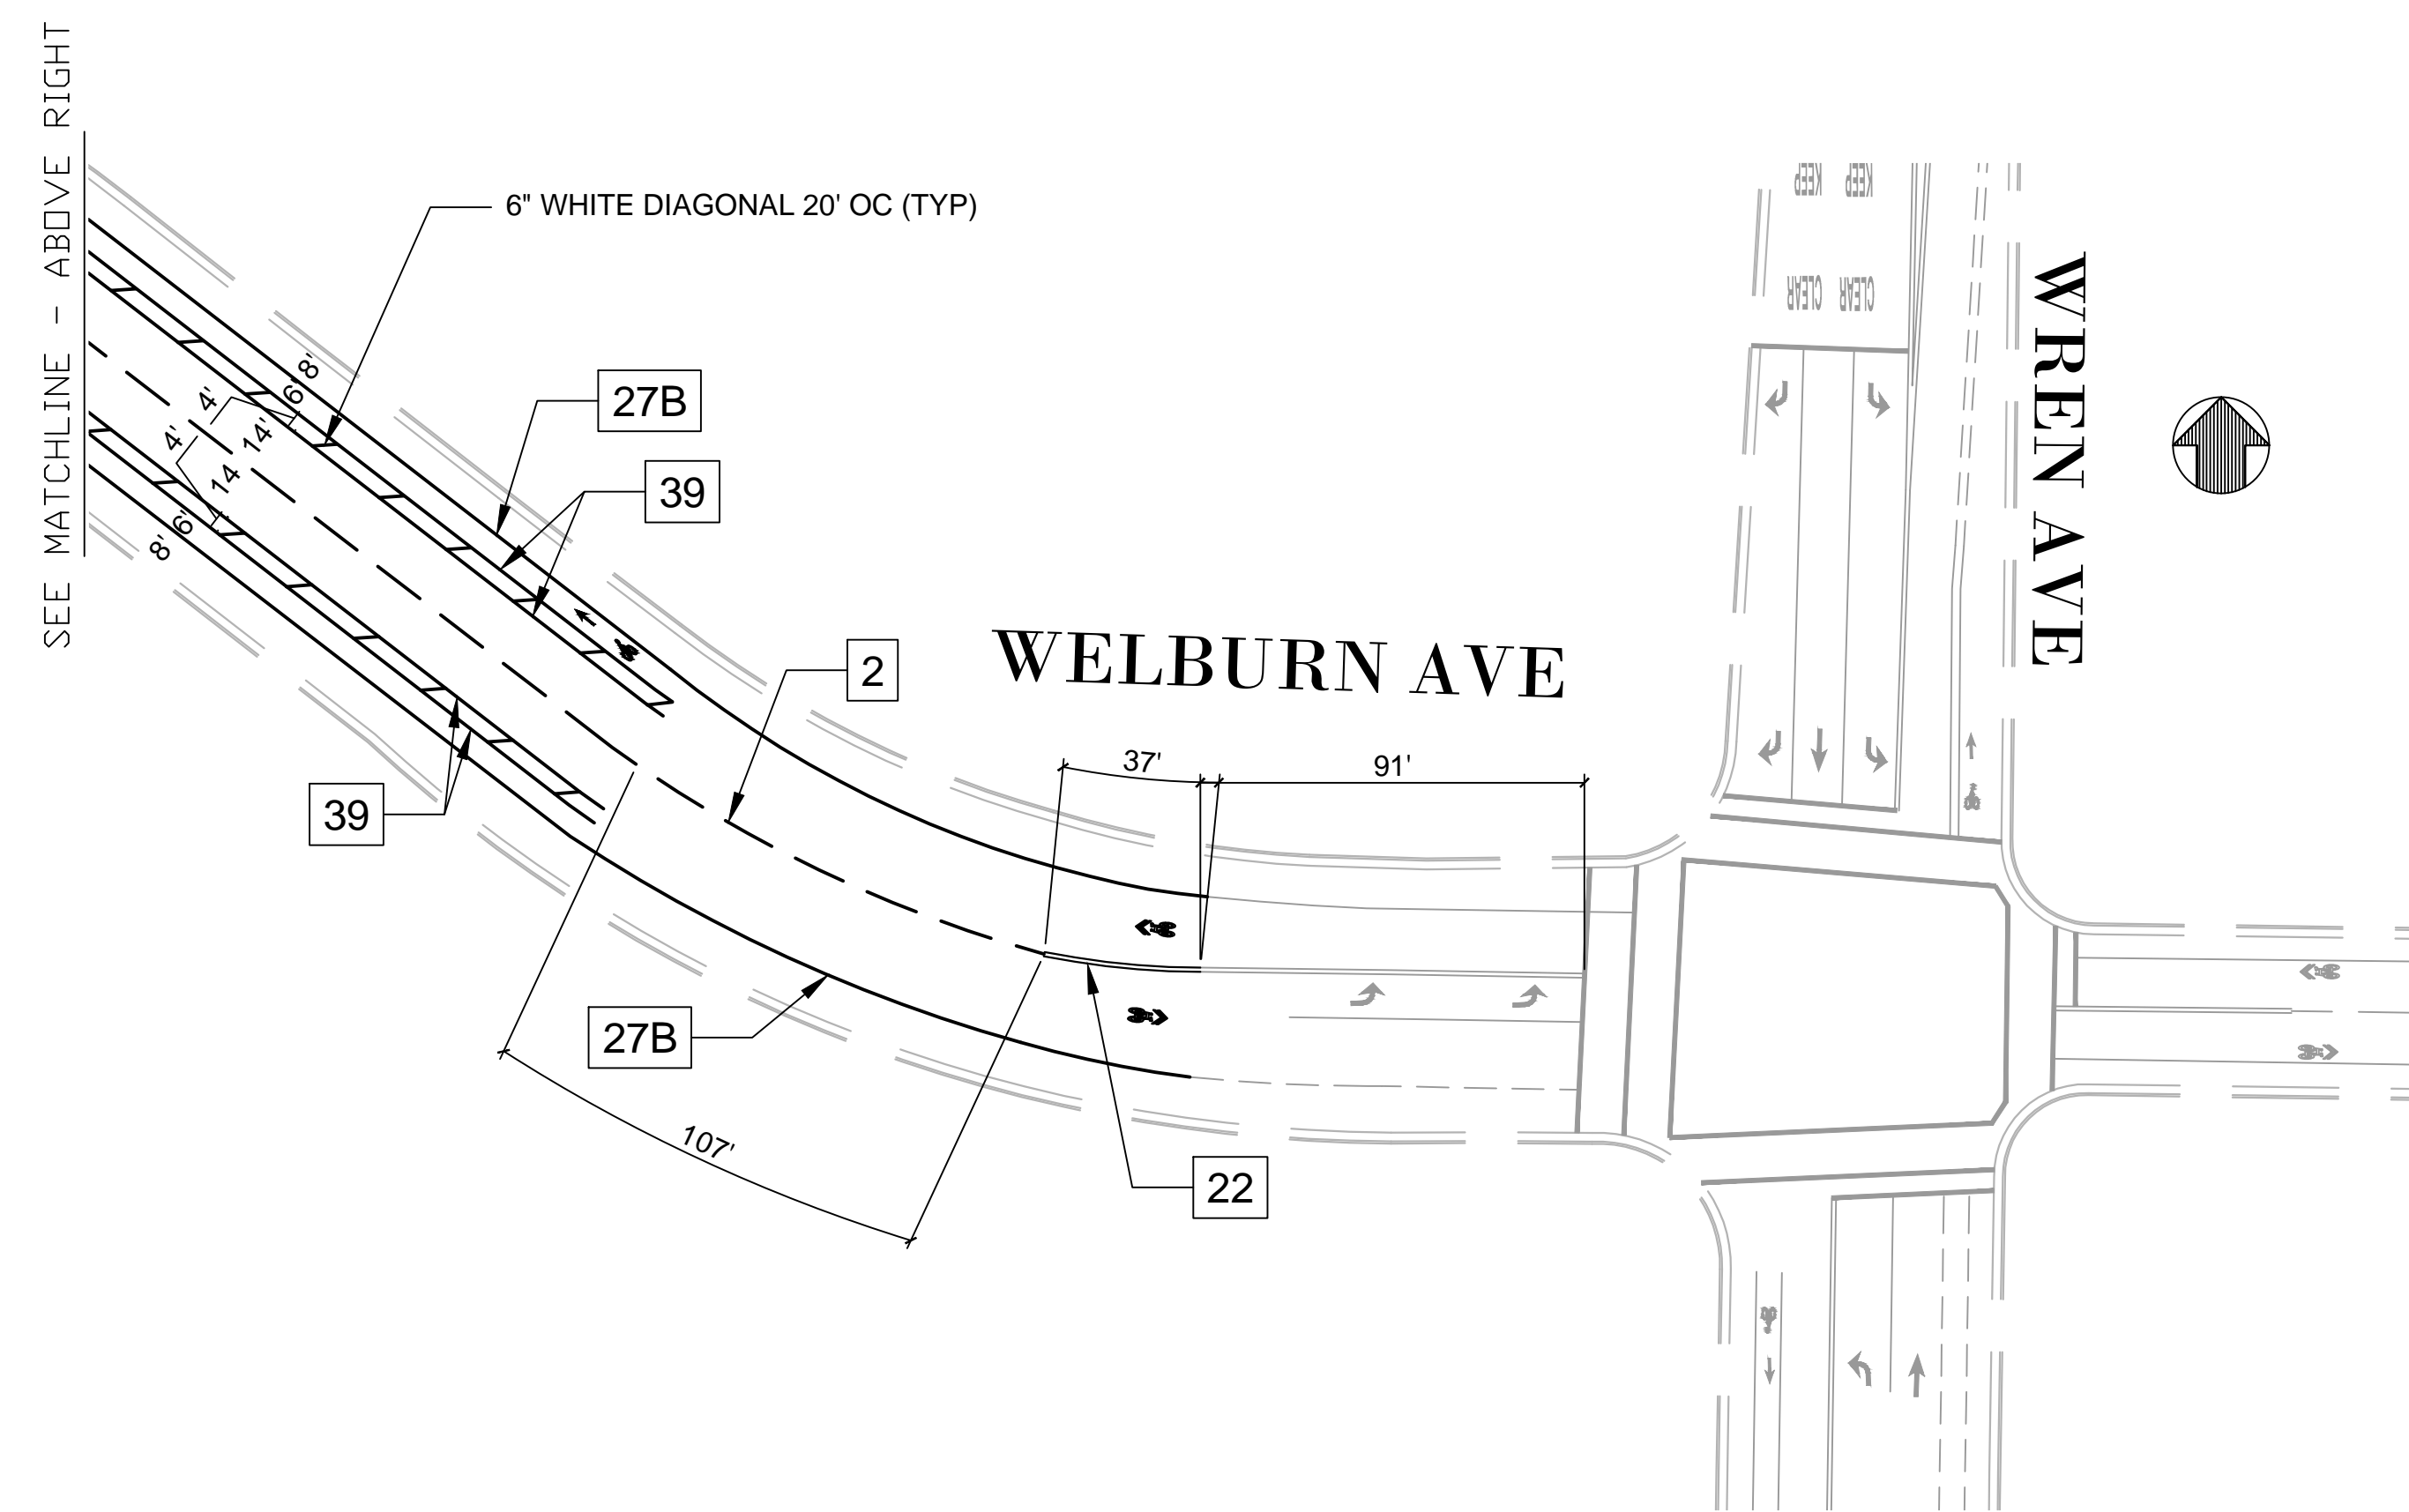 SEE MATCHLINE - ABOVE RIGHT
6" WHITE DIAGONAL 20' OC (TYP)
KEEP KEEP
CLEAR CLEAR
WREN AVE
27B
39
8'
6'
4'
14'
4'
14
6'
8'
2
WELBURN AVE
37'
91'
39
27B
107'
22